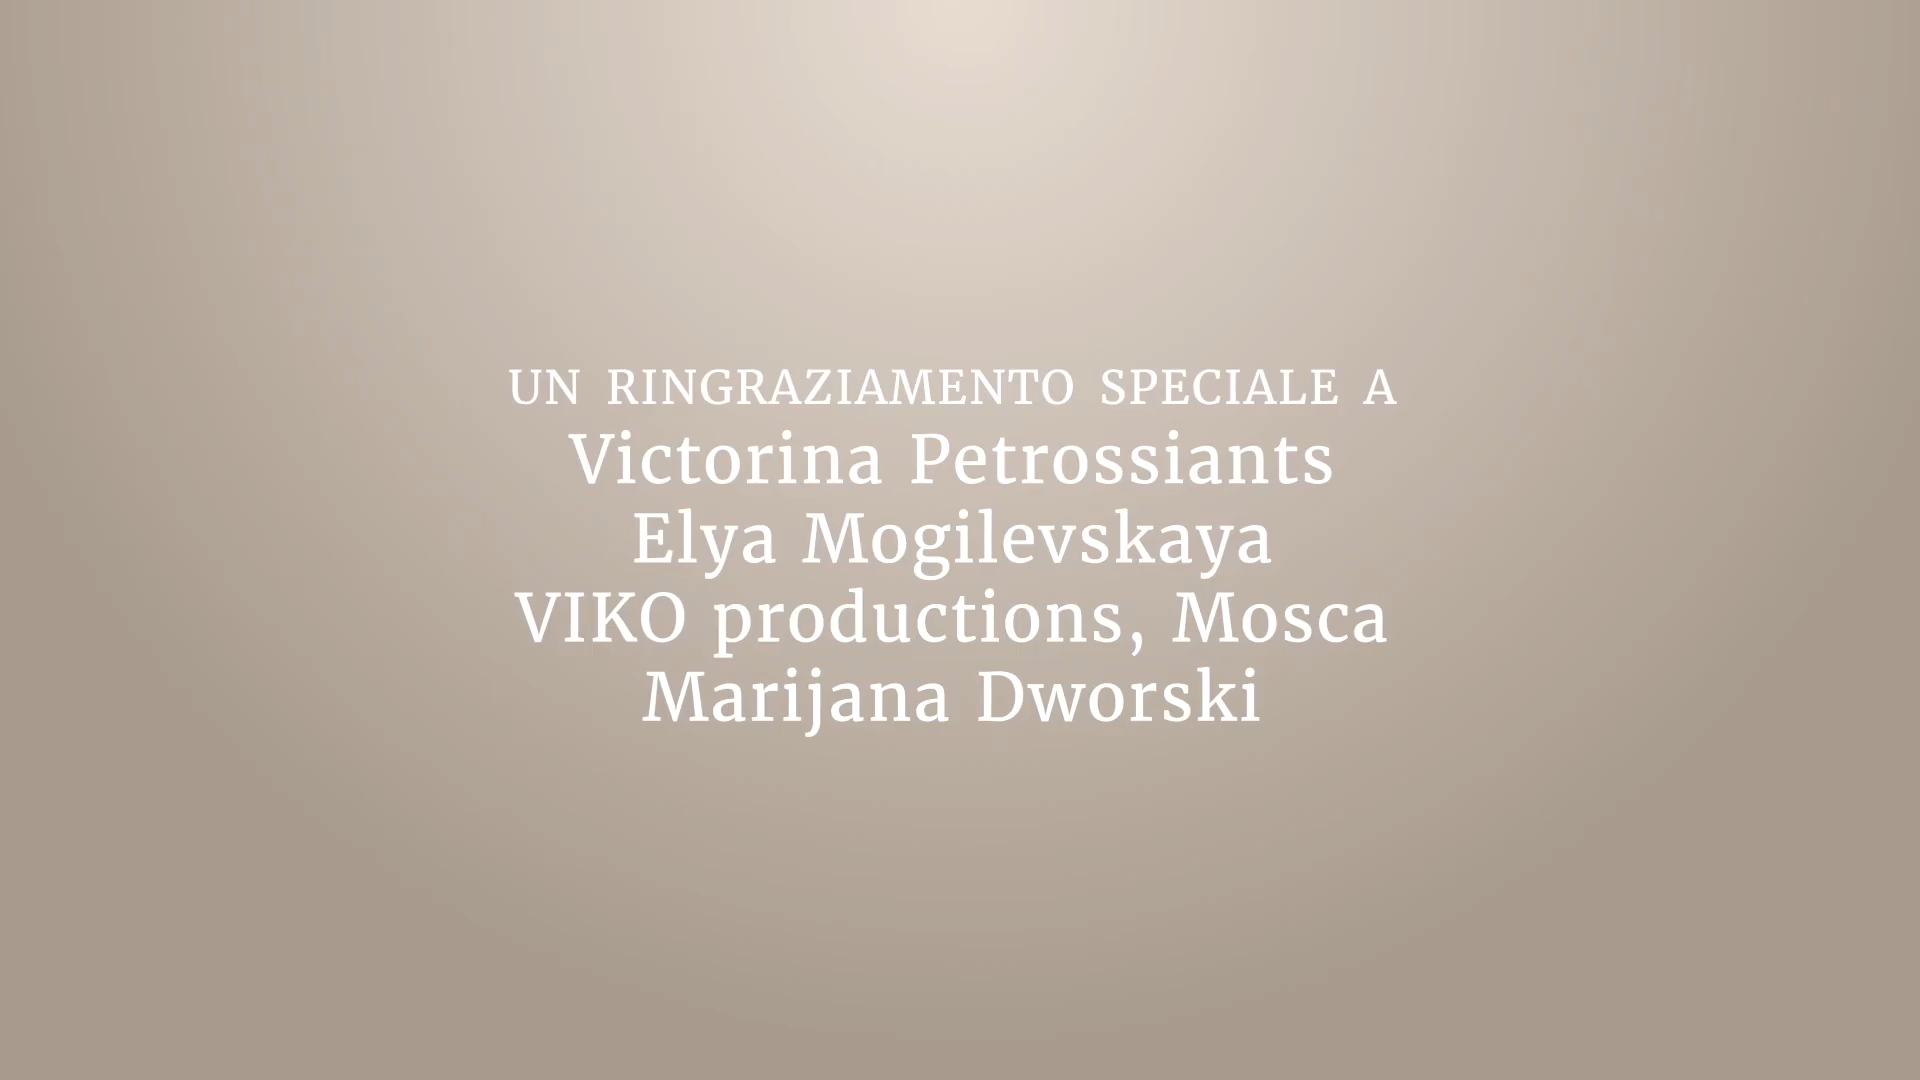 UN RINGRAZIAMENTO SPECIALE A
Victorina Petrossiants
Elya Mogilevskaya
VIKO productions, Mosca
Marijana Dworski